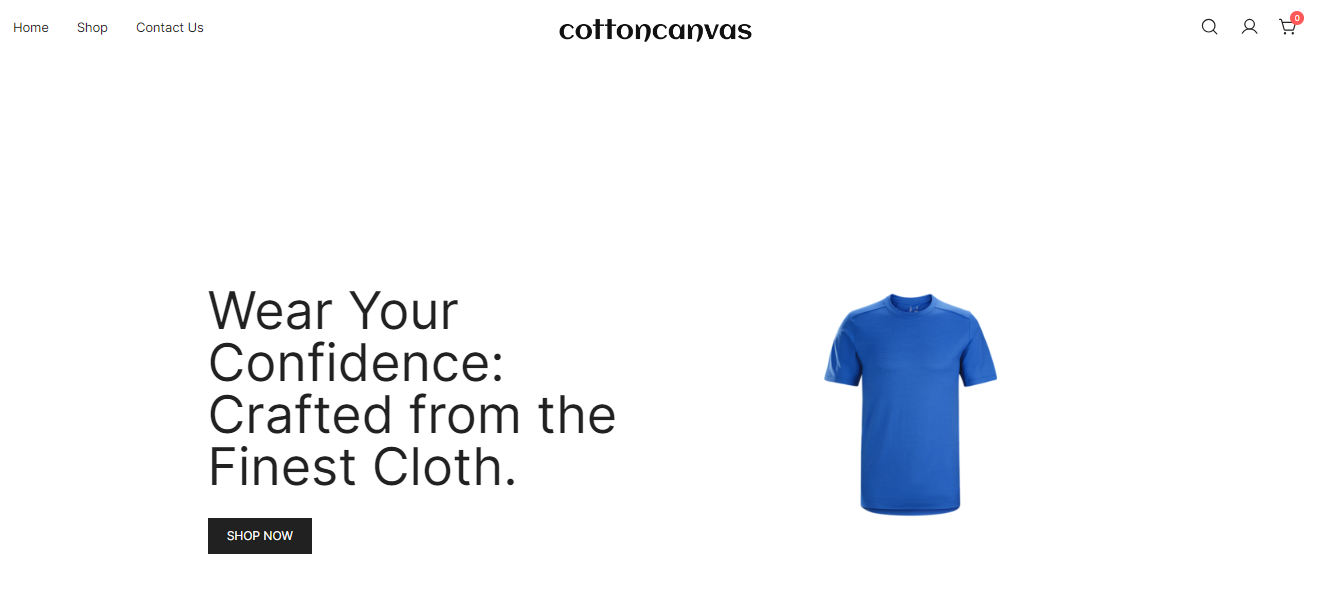 Home Shop Contact Us cottoncanvas 0
Wear Your
Confidence:
Crafted from the
Finest Cloth.
SHOP NOW